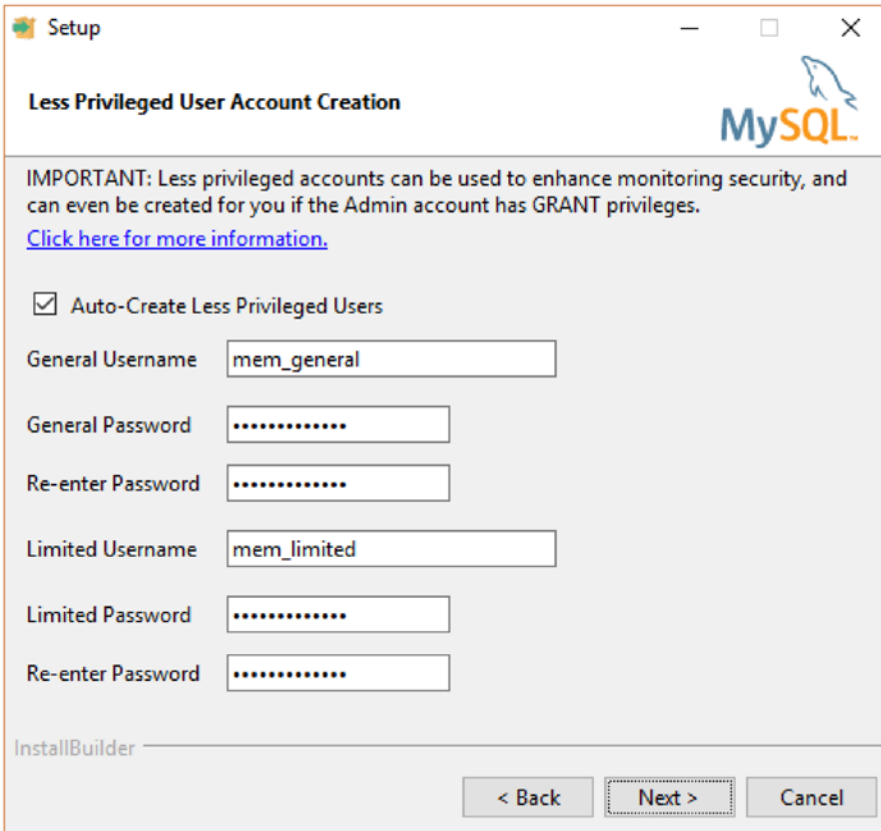 Setup
Less Privileged User Account Creation
MySQL™
IMPORTANT: Less privileged accounts can be used to enhance monitoring security, and
can even be created for you if the Admin account has GRANT privileges.
Click here for more information.
Auto-Create Less Privileged Users
General Username mem_general
General Password •••••••••••••
Re-enter Password •••••••••••••
Limited Username mem_limited
Limited Password •••••••••••••
Re-enter Password •••••••••••••
InstallBuilder
< Back Next > Cancel